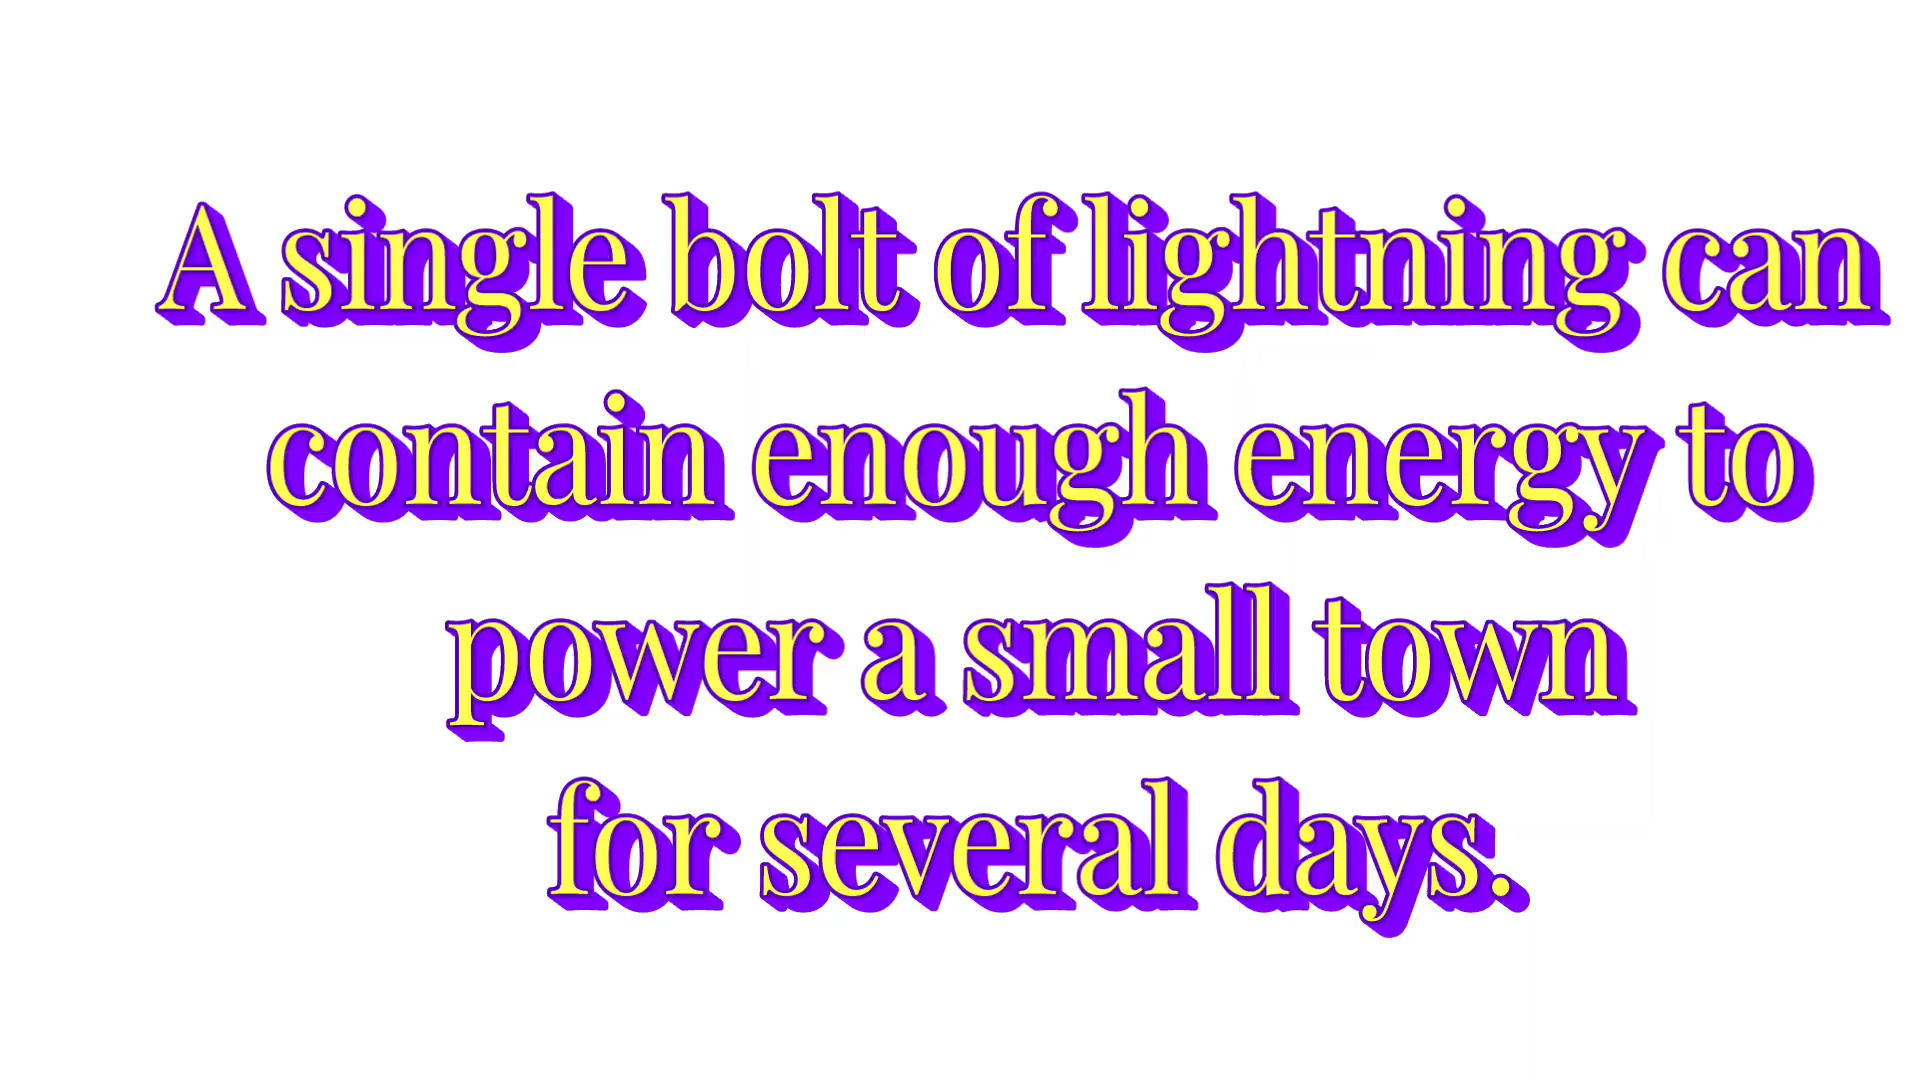 A single bolt of lightning can
contain enough energy to
power a small town
for several days.